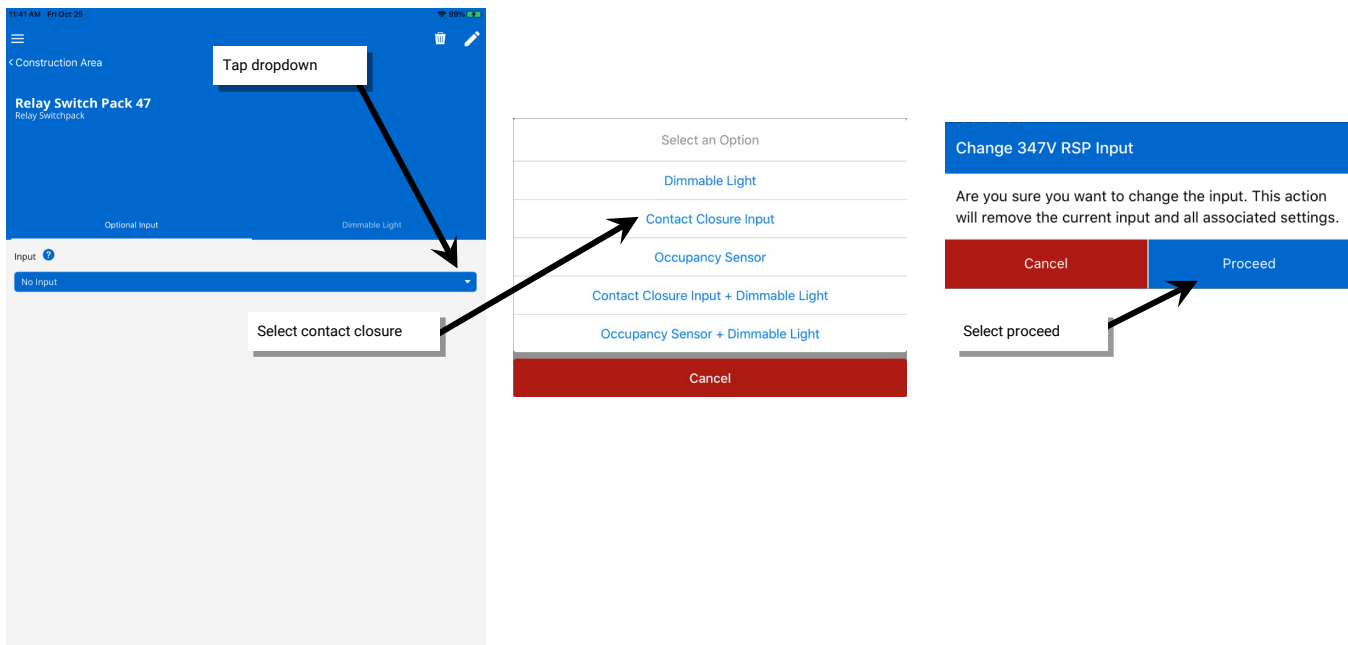 11:41 AM Fri Oct 25
99%
< Construction Area
Tap dropdown
Relay Switch Pack 47
Relay Switchpack
Optional Input
Dimmable Light
Input ?
No Input
Select contact closure
Select an Option
Dimmable Light
Contact Closure Input
Occupancy Sensor
Contact Closure Input + Dimmable Light
Occupancy Sensor + Dimmable Light
Cancel
Change 347V RSP Input
Are you sure you want to change the input. This action
will remove the current input and all associated settings.
Cancel
Proceed
Select proceed